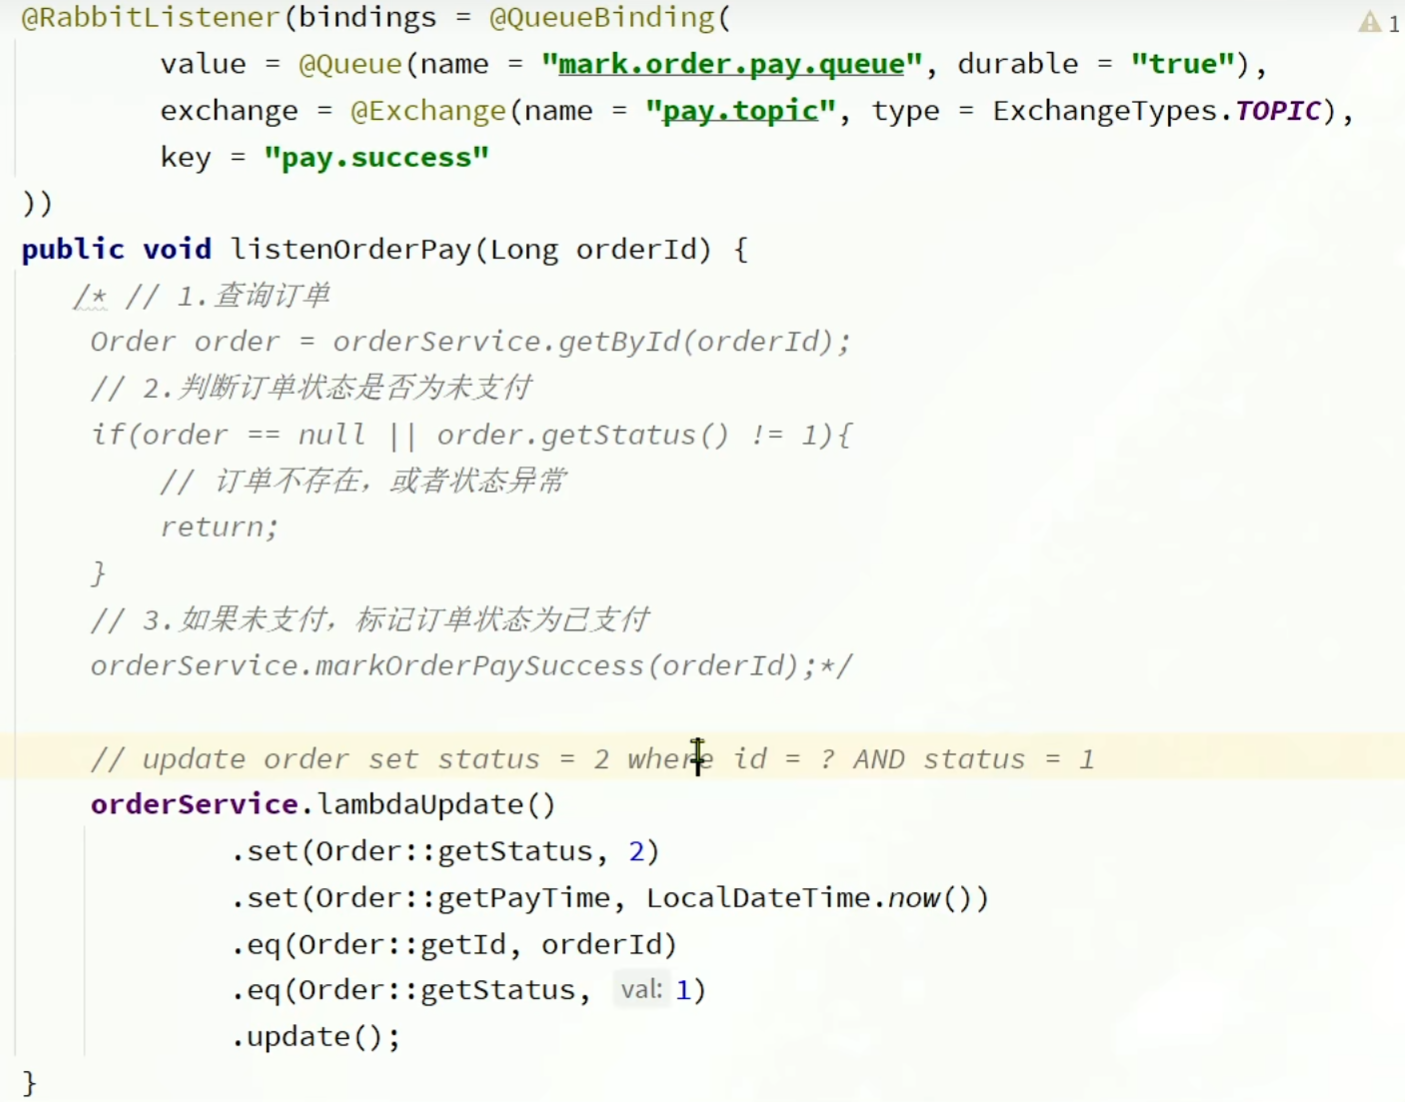 @RabbitListener(bindings = @QueueBinding(
1
value = @Queue(name = "mark.order.pay.queue", durable = "true"),
exchange = @Exchange(name = "pay.topic", type = ExchangeTypes.TOPIC),
key = "pay.success"
))
public void listenOrderPay(Long orderId) {
/* // 1.查询订单
Order order = orderService.getById(orderId);
// 2.判断订单状态是否为未支付
if(order == null || order.getStatus() != 1){
// 订单不存在，或者状态异常
return;
}
// 3.如果未支付，标记订单状态为已支付
orderService.markOrderPaySuccess(orderId);*/
// update order set status = 2 where id = ? AND status = 1
orderService.lambdaUpdate()
.set(Order::getStatus, 2)
.set(Order::getPayTime, LocalDateTime.now())
.eq(Order::getId, orderId)
.eq(Order::getStatus, val: 1)
.update();
}